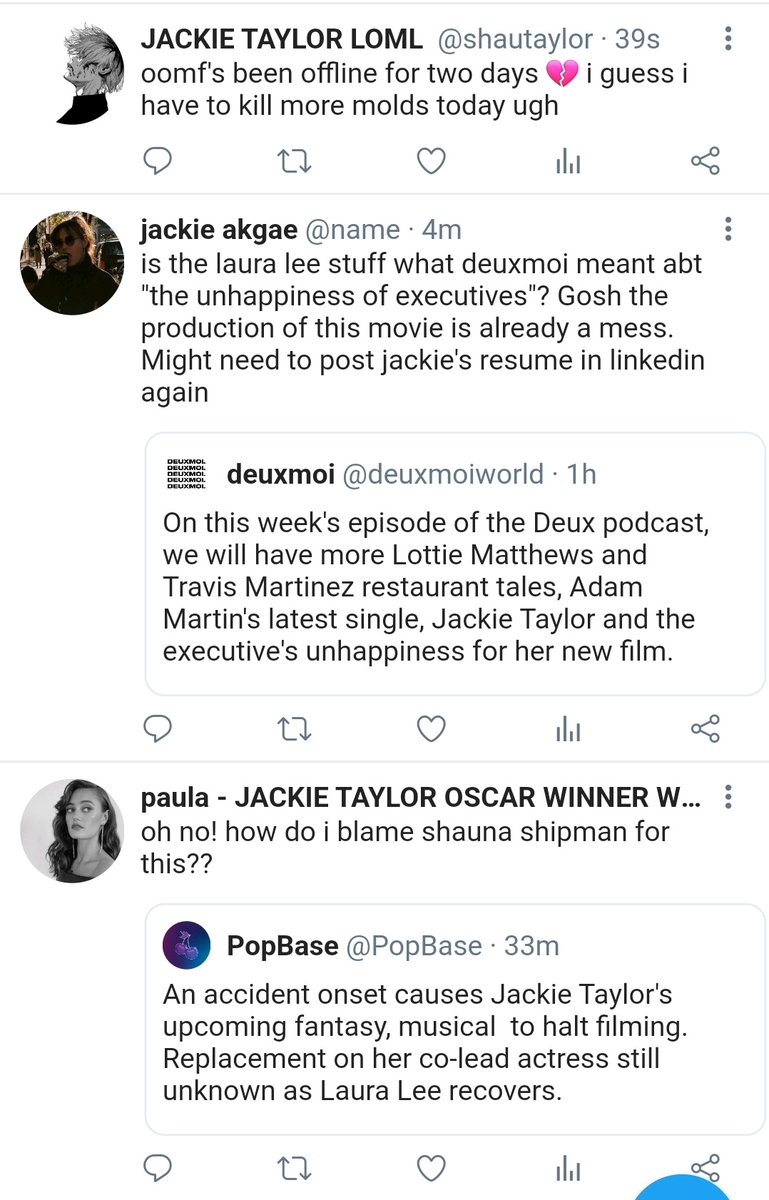 JACKIE TAYLOR LOML @shautaylor · 39s
oomf's been offline for two days 💔 i guess i
have to kill more molds today ugh
jackie akgae @name · 4m
is the laura lee stuff what deuxmoi meant abt
"the unhappiness of executives"? Gosh the
production of this movie is already a mess.
Might need to post jackie's resume in linkedin
again
DEUXMOI.
DEUXMOI.
DEUXMOI.
DEUXMOI.
DEUXMOI.
deuxmoi @deuxmoiworld · 1h
On this week's episode of the Deux podcast,
we will have more Lottie Matthews and
Travis Martinez restaurant tales, Adam
Martin's latest single, Jackie Taylor and the
executive's unhappiness for her new film.
paula - JACKIE TAYLOR OSCAR WINNER W...
oh no! how do i blame shauna shipman for
this??
PopBase @PopBase · 33m
An accident onset causes Jackie Taylor's
upcoming fantasy, musical  to halt filming.
Replacement on her co-lead actress still
unknown as Laura Lee recovers.